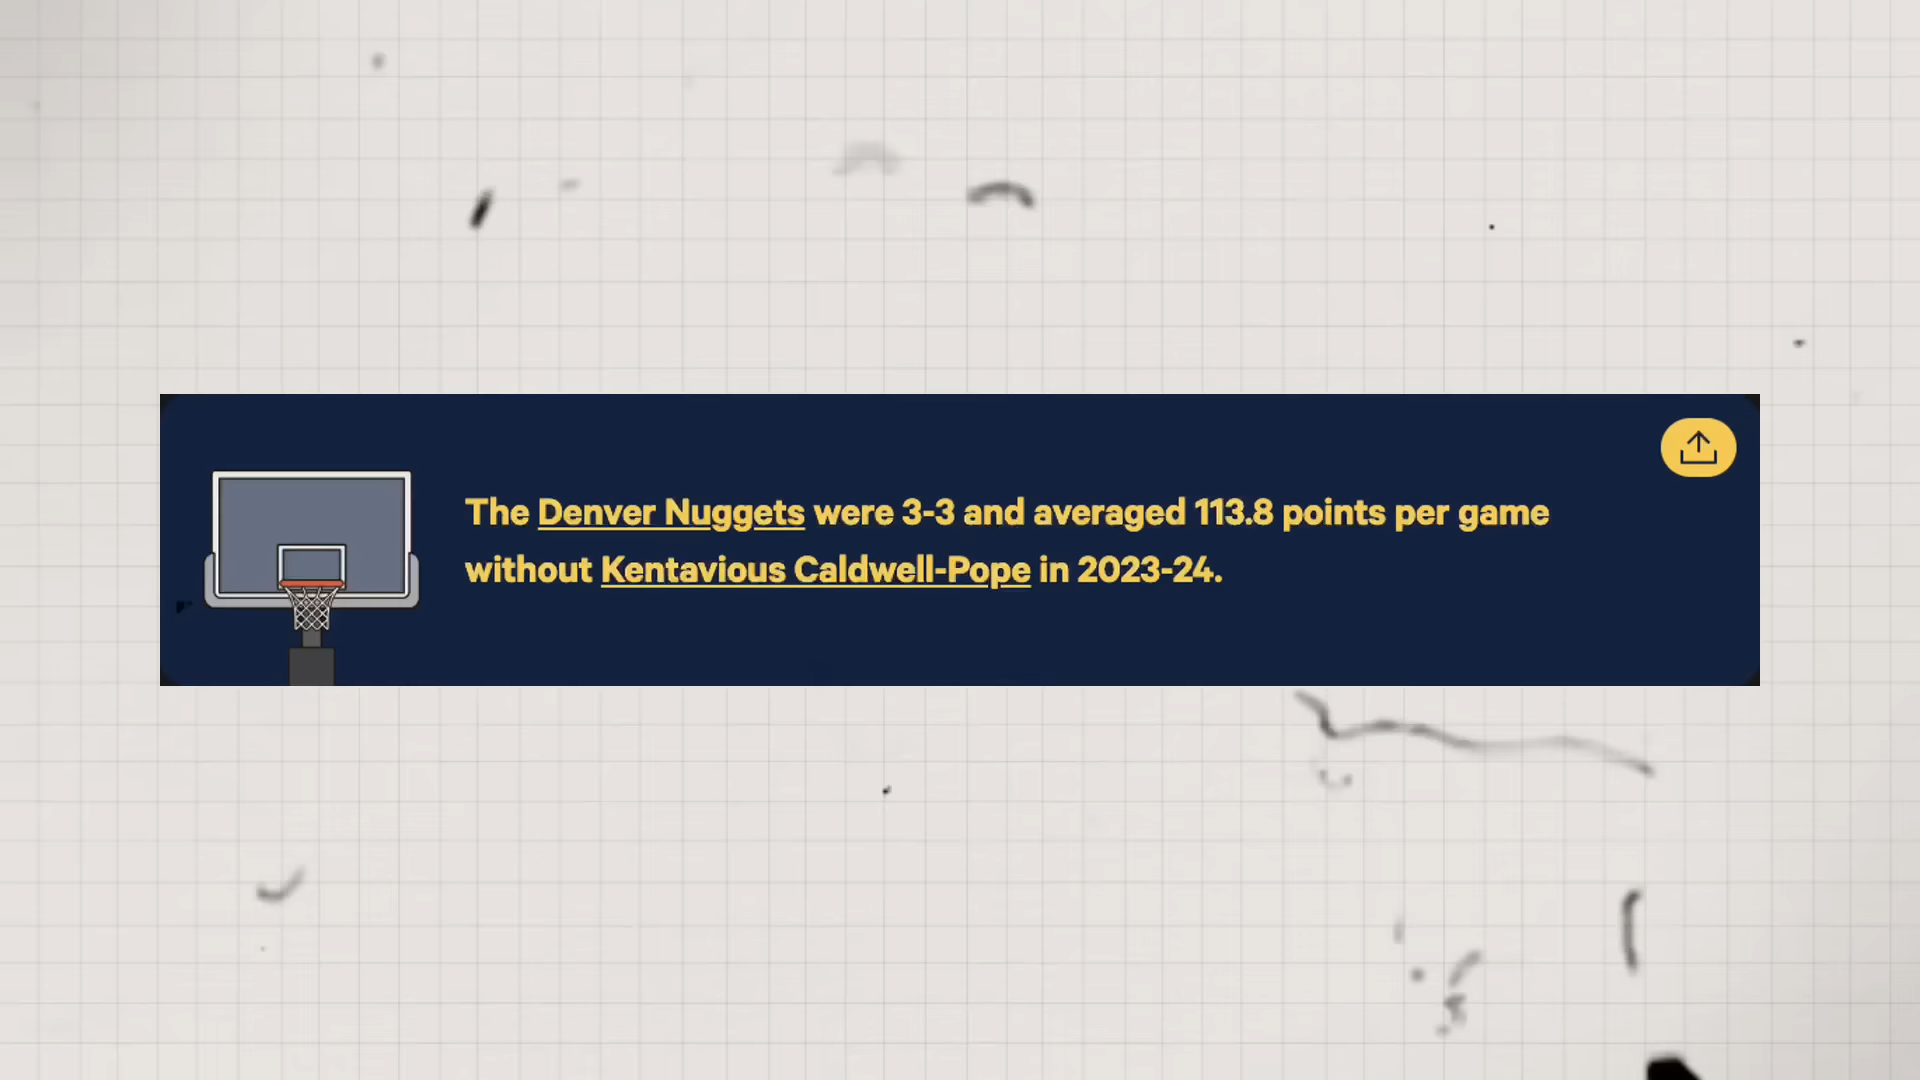 The Denver Nuggets were 3-3 and averaged 113.8 points per game
without Kentavious Caldwell-Pope in 2023-24.